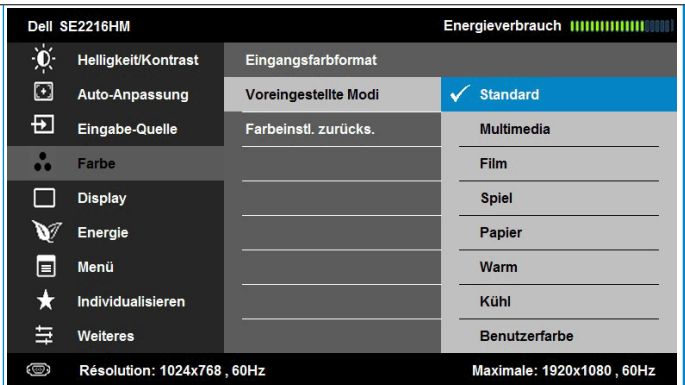 Dell SE2216HM Energieverbrauch
Helligkeit/Kontrast Eingangsfarbformat
Auto-Anpassung Voreingestellte Modi Standard
Eingabe-Quelle Farbeinstl. zurücks. Multimedia
Farbe Film
Display Spiel
Energie Papier
Menü Warm
Individualisieren Kühl
Weiteres Benutzerfarbe
Résolution: 1024x768 , 60Hz Maximale: 1920x1080 , 60Hz